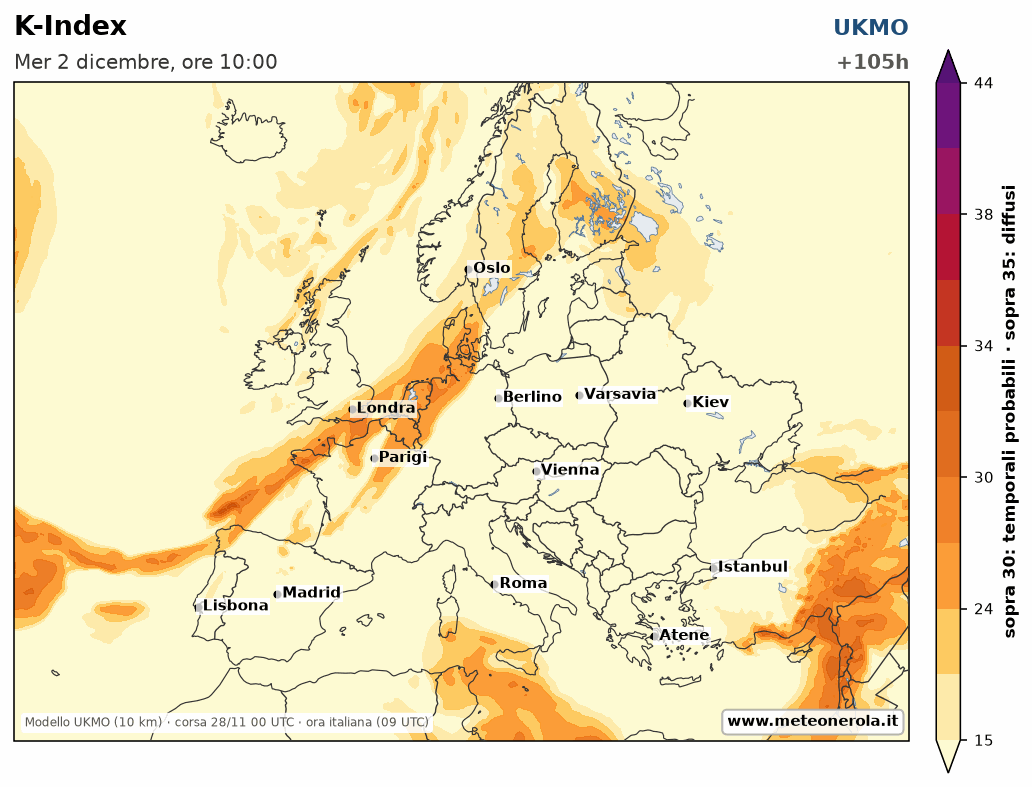 K-Index
UKMO
Mer 2 dicembre, ore 10:00
+105h
44
38
34
30
24
15
sopra 30: temporali probabili · sopra 35: diffusi
Oslo
Londra
Berlino
Varsavia
Kiev
Parigi
Vienna
Istanbul
Roma
Madrid
Lisbona
Atene
Modello UKMO (10 km) · corsa 28/11 00 UTC · ora italiana (09 UTC)
www.meteonerola.it